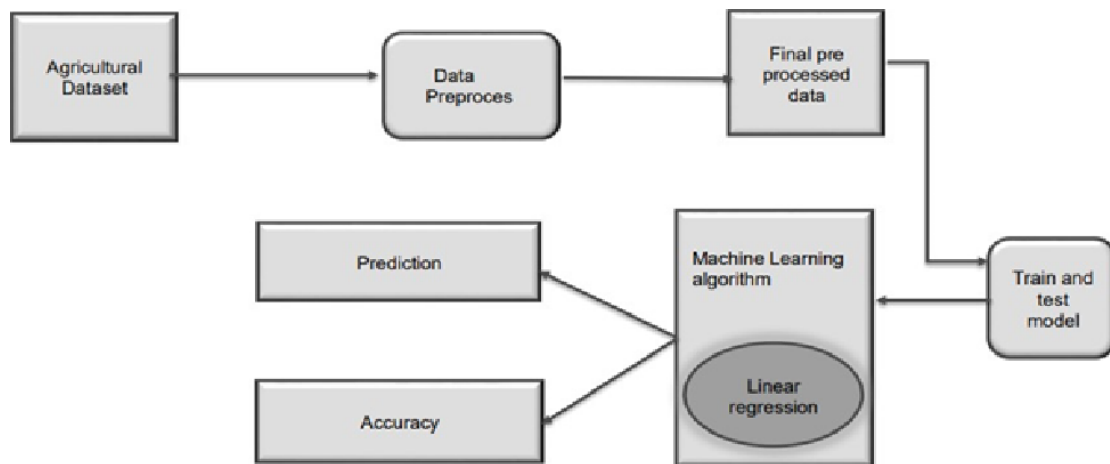 Agricultural
Dataset
Data
Preproces
Final pre
processed
data
Train and
test
model
Machine Learning
algorithm
Linear
regression
Prediction
Accuracy